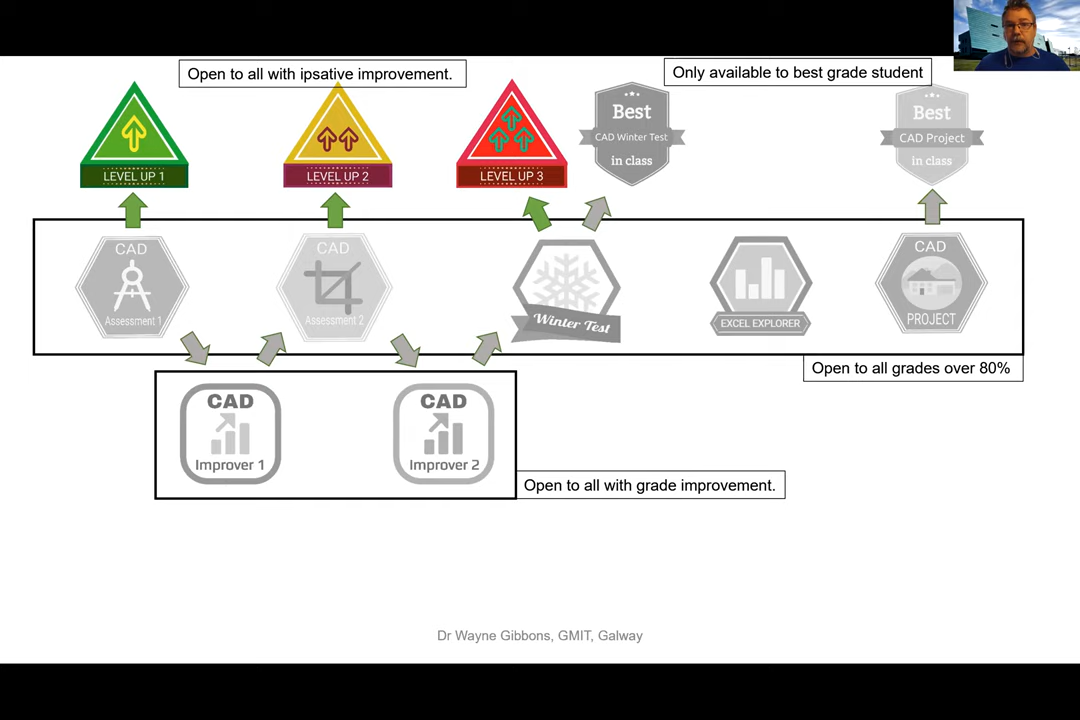 Open to all with ipsative improvement.
Only available to best grade student
LEVEL UP 1
LEVEL UP 2
LEVEL UP 3
Best
CAD Winter Test
in class
Best
CAD Project
in class
CAD
Assessment 1
CAD
Assessment 2
Winter Test
EXCEL EXPLORER
CAD
PROJECT
Open to all grades over 80%
CAD
Improver 1
CAD
Improver 2
Open to all with grade improvement.
Dr Wayne Gibbons, GMIT, Galway